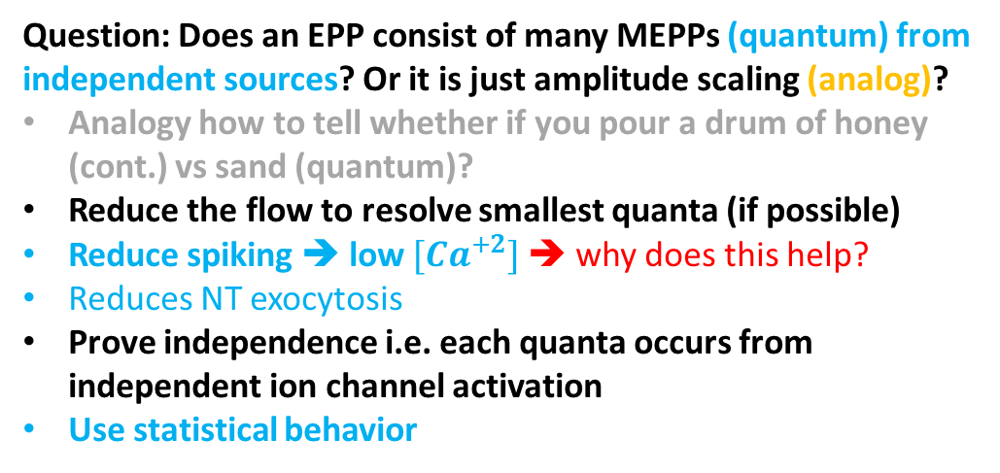 Question: Does an EPP consist of many MEPPs (quantum) from
independent sources? Or it is just amplitude scaling (analog)?
• Analogy how to tell whether if you pour a drum of honey
(cont.) vs sand (quantum)?
• Reduce the flow to resolve smallest quanta (if possible)
• Reduce spiking ➔ low [Ca⁺²] ➔ why does this help?
• Reduces NT exocytosis
• Prove independence i.e. each quanta occurs from
independent ion channel activation
• Use statistical behavior